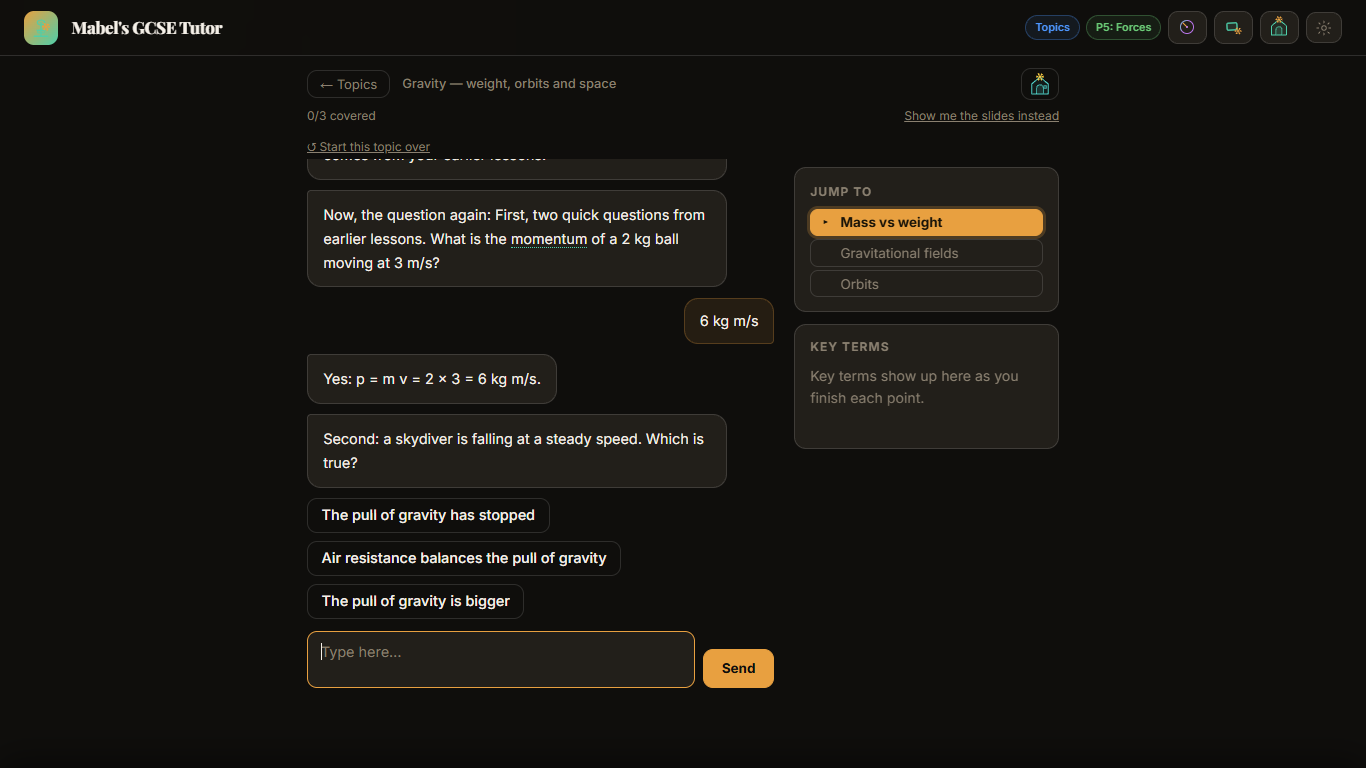 Mabel's GCSE Tutor
Topics
P5: Forces
← Topics
Gravity — weight, orbits and space
0/3 covered
Show me the slides instead
↺ Start this topic over
Now, the question again: First, two quick questions from
earlier lessons. What is the momentum of a 2 kg ball
moving at 3 m/s?
6 kg m/s
Yes: p = m v = 2 × 3 = 6 kg m/s.
Second: a skydiver is falling at a steady speed. Which is
true?
The pull of gravity has stopped
Air resistance balances the pull of gravity
The pull of gravity is bigger
Type here...
Send
JUMP TO
Mass vs weight
Gravitational fields
Orbits
KEY TERMS
Key terms show up here as you
finish each point.